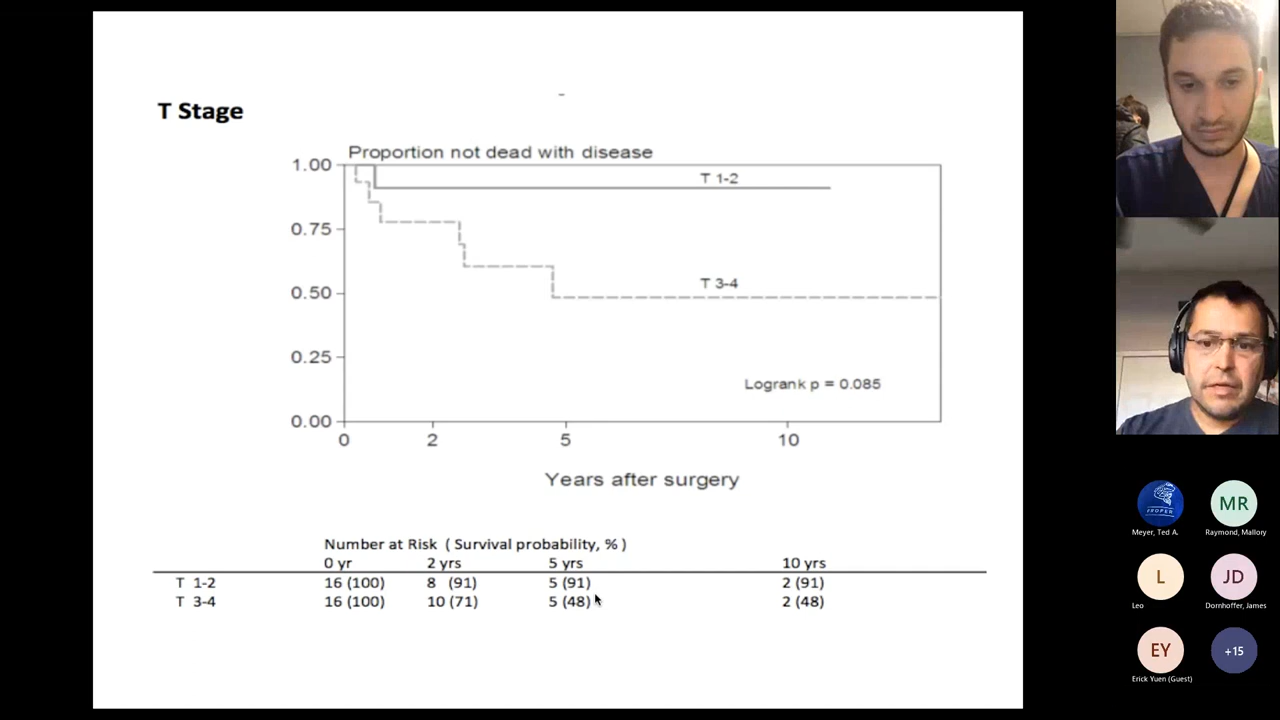 T Stage
Proportion not dead with disease
1.00
0.75
0.50
0.25
0.00
T 1-2
T 3-4
Logrank p = 0.085
0 2 5 10
Years after surgery
Number at Risk ( Survival probability, % )
0 yr 2 yrs 5 yrs 10 yrs
T 1-2 16 (100) 8 (91) 5 (91) 2 (91)
T 3-4 16 (100) 10 (71) 5 (48) 2 (48)
PROPER
MR
Meyer, Ted A. Raymond, Mallory
L JD
Leo Dornhoffer, James
EY +15
Erick Yuen (Guest)